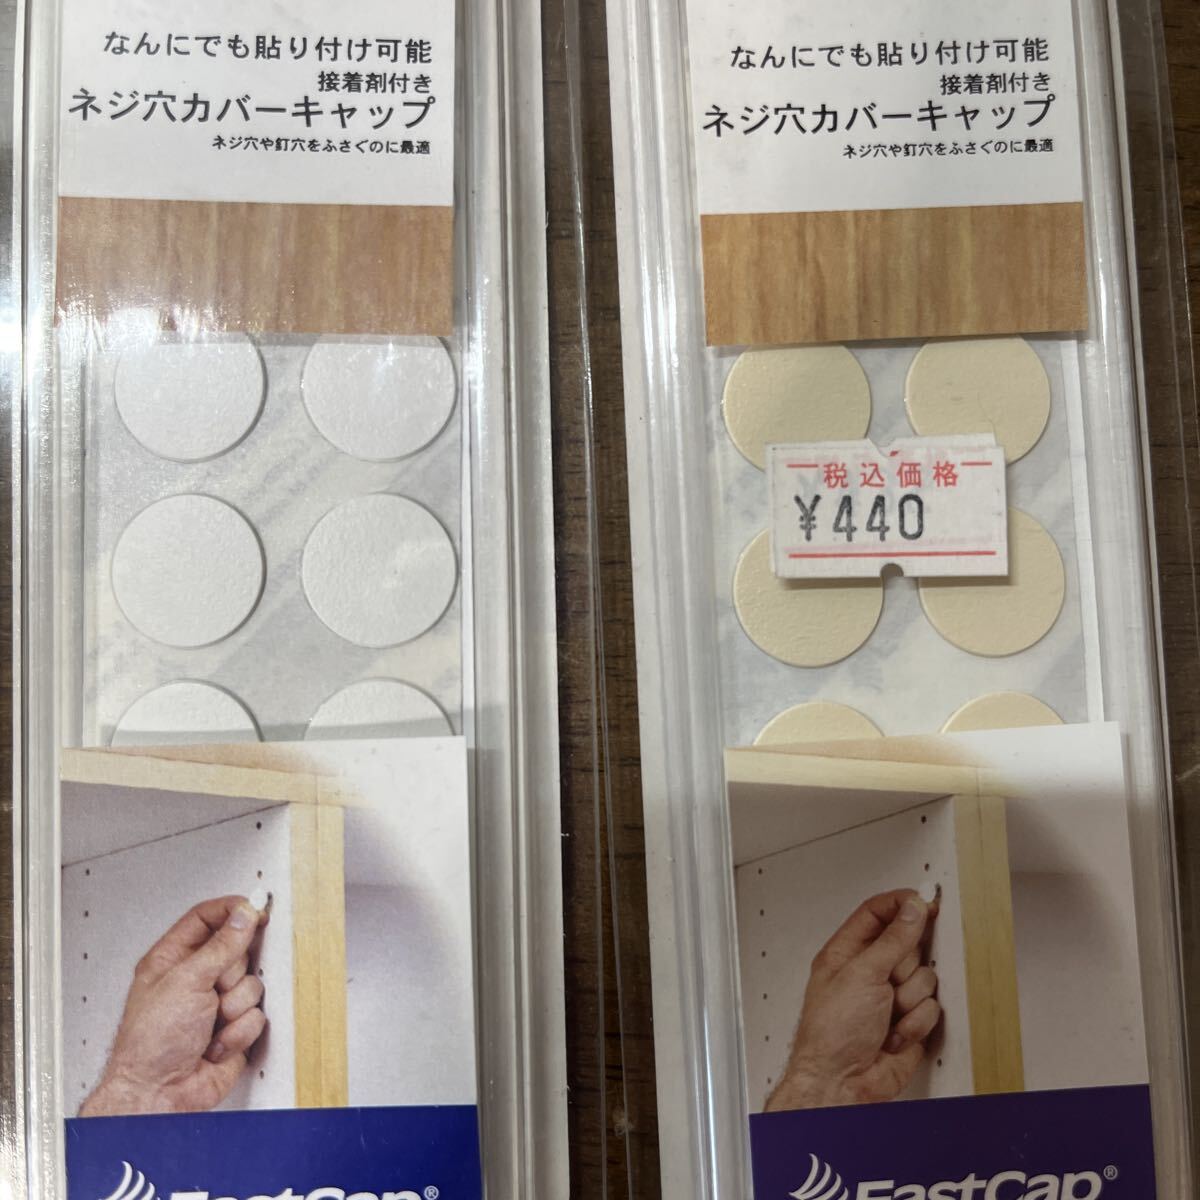 なんにでも貼り付け可能
接着剤付き
ネジ穴カバーキャップ
ネジ穴や釘穴をふさぐのに最適
FastCap®
なんにでも貼り付け可能
接着剤付き
ネジ穴カバーキャップ
ネジ穴や釘穴をふさぐのに最適
税込価格
¥440
FastCap®